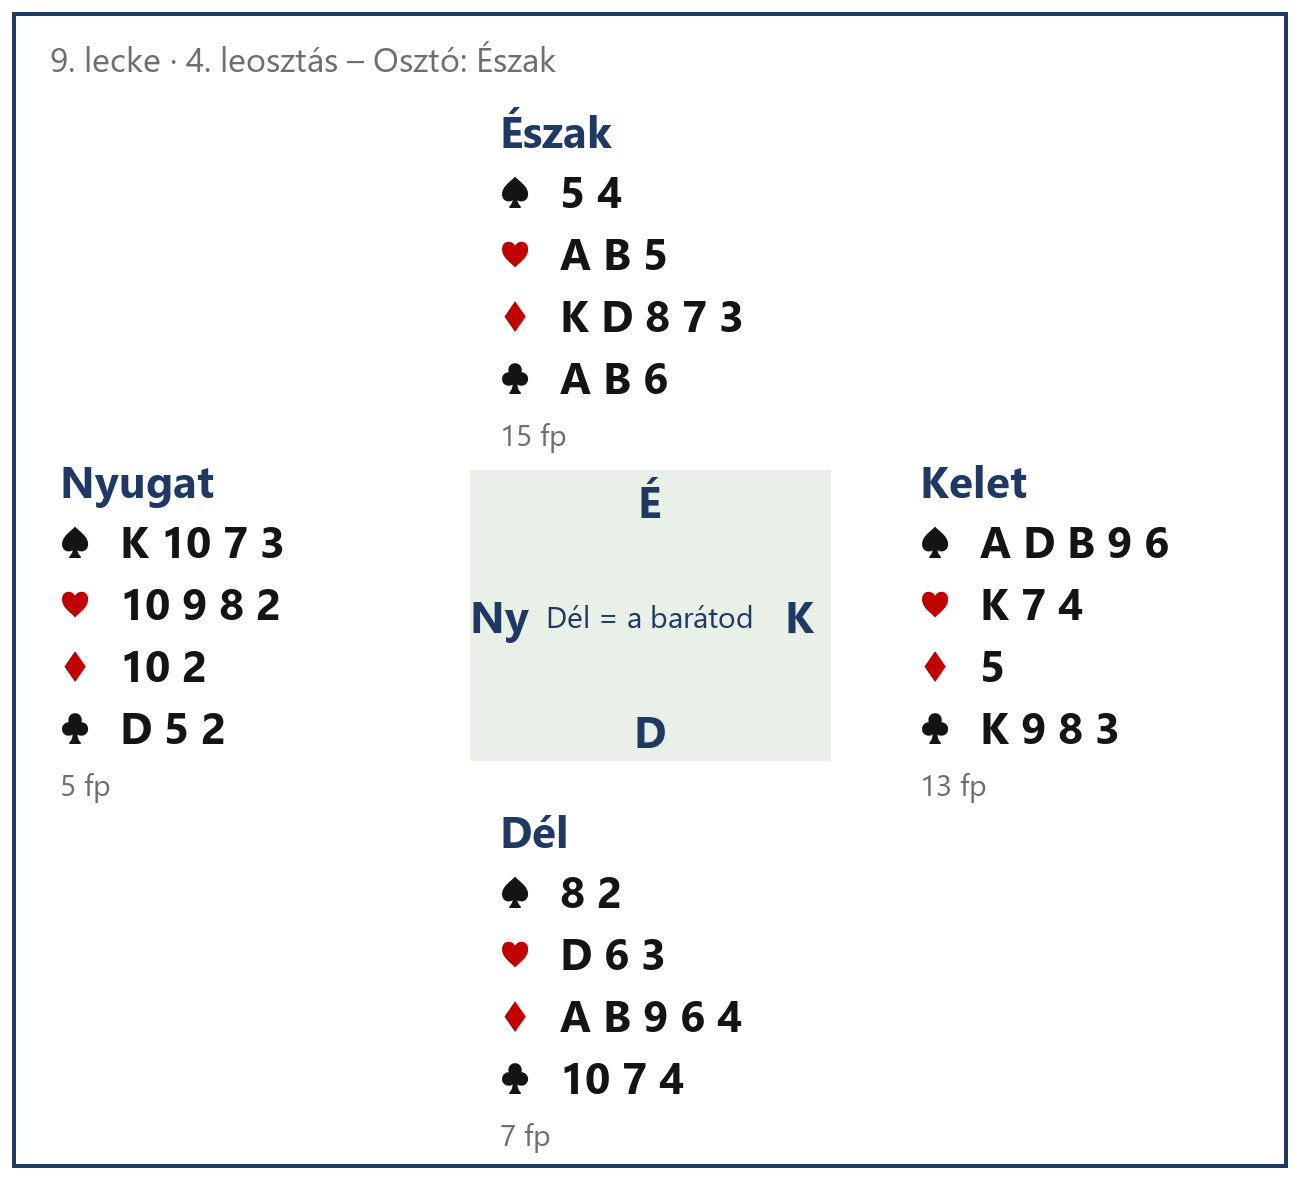 9. lecke · 4. leosztás – Osztó: Észak
Észak
♠ 5 4
♥ A B 5
♦ K D 8 7 3
♣ A B 6
15 fp
Nyugat
♠ K 10 7 3
♥ 10 9 8 2
♦ 10 2
♣ D 5 2
5 fp
É
Ny Dél = a barátod K
D
Kelet
♠ A D B 9 6
♥ K 7 4
♦ 5
♣ K 9 8 3
13 fp
Dél
♠ 8 2
♥ D 6 3
♦ A B 9 6 4
♣ 10 7 4
7 fp